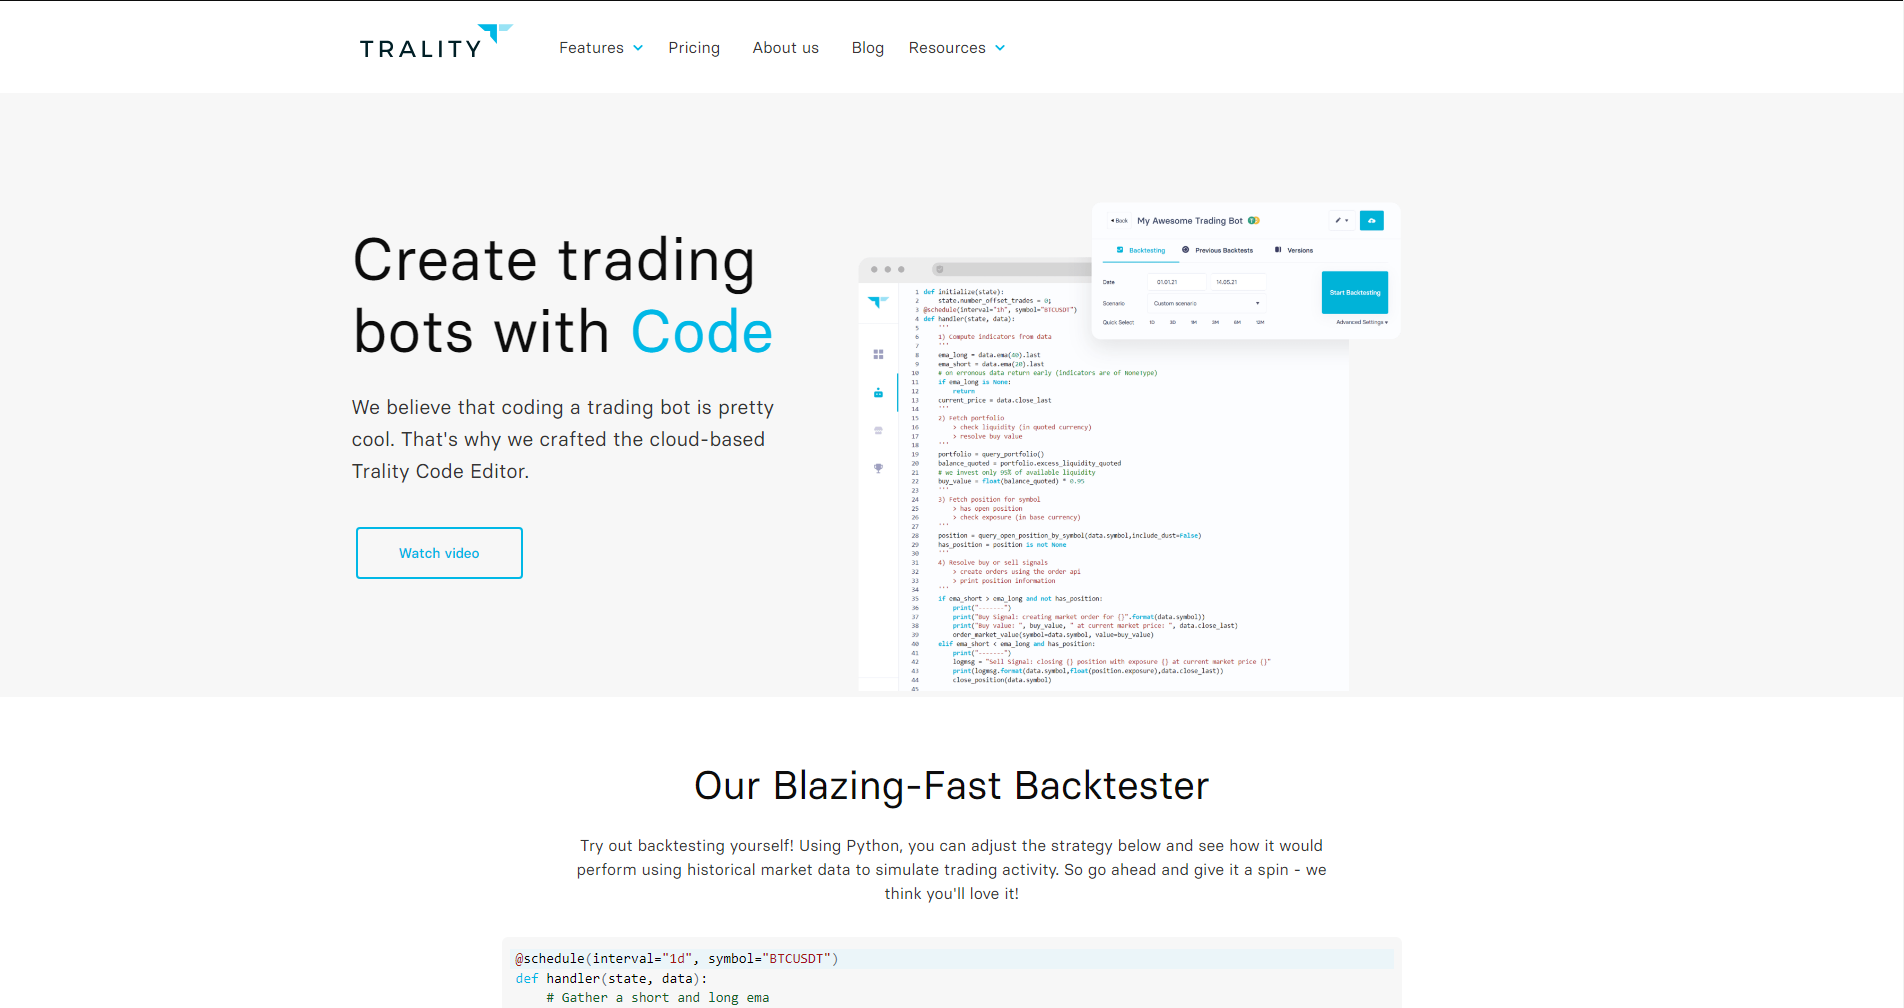 TRALITY
Features
Pricing
About us
Blog
Resources
Create trading
bots with Code
We believe that coding a trading bot is pretty
cool. That's why we crafted the cloud-based
Trality Code Editor.
Watch video
Back
My Awesome Trading Bot
Backtesting
Previous Backtests
Versions
Date
01.01.21
14.05.21
Start Backtesting
Scenario
Custom scenario
Quick Select
1D
3D
1M
3M
6M
12M
Advanced Settings
1 def initialize(state):
2     state.number_offset_trades = 0;
3 @schedule(interval="1h", symbol="BTCUSDT")
4 def handler(state, data):
5     '''
6     1) Compute indicators from data
7     '''
8     ema_long = data.ema(40).last
9     ema_short = data.ema(20).last
10     # on erronous data return early (indicators are of NoneType)
11     if ema_long is None:
12         return
13     current_price = data.close_last
14     '''
15     2) Fetch portfolio
16         > check liquidity (in quoted currency)
17         > resolve buy value
18     '''
19     portfolio = query_portfolio()
20     balance_quoted = portfolio.excess_liquidity_quoted
21     # we invest only 95% of available liquidity
22     buy_value = float(balance_quoted) * 0.95
23     '''
24     3) Fetch position for symbol
25         > has open position
26         > check exposure (in base currency)
27     '''
28     position = query_open_position_by_symbol(data.symbol,include_dust=False)
29     has_position = position is not None
30     '''
31     4) Resolve buy or sell signals
32         > create orders using the order api
33         > print position information
34     '''
35     if ema_short > ema_long and not has_position:
36         print("-------")
37         print("Buy Signal: creating market order for {}".format(data.symbol))
38         print("Buy value: ", buy_value, " at current market price: ", data.close_last)
39         order_market_value(symbol=data.symbol, value=buy_value)
40     elif ema_short < ema_long and has_position:
41         print("-------")
42         logmsg = "Sell Signal: closing {} position with exposure {} at current market price {}"
43         print(logmsg.format(data.symbol,float(position.exposure),data.close_last))
44         close_position(data.symbol)
45
Our Blazing-Fast Backtester
Try out backtesting yourself! Using Python, you can adjust the strategy below and see how it would
perform using historical market data to simulate trading activity. So go ahead and give it a spin - we
think you'll love it!
@schedule(interval="1d", symbol="BTCUSDT")
def handler(state, data):
    # Gather a short and long ema